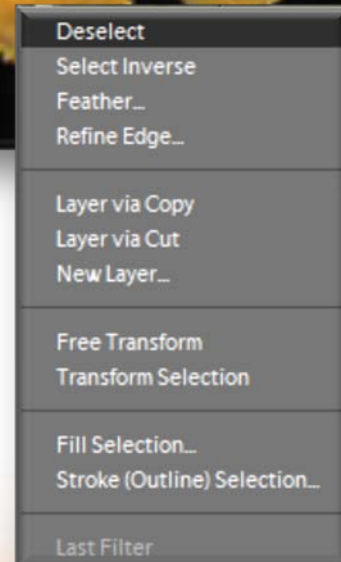 Deselect
Select Inverse
Feather...
Refine Edge...
Layer via Copy
Layer via Cut
New Layer...
Free Transform
Transform Selection
Fill Selection...
Stroke (Outline) Selection...
Last Filter